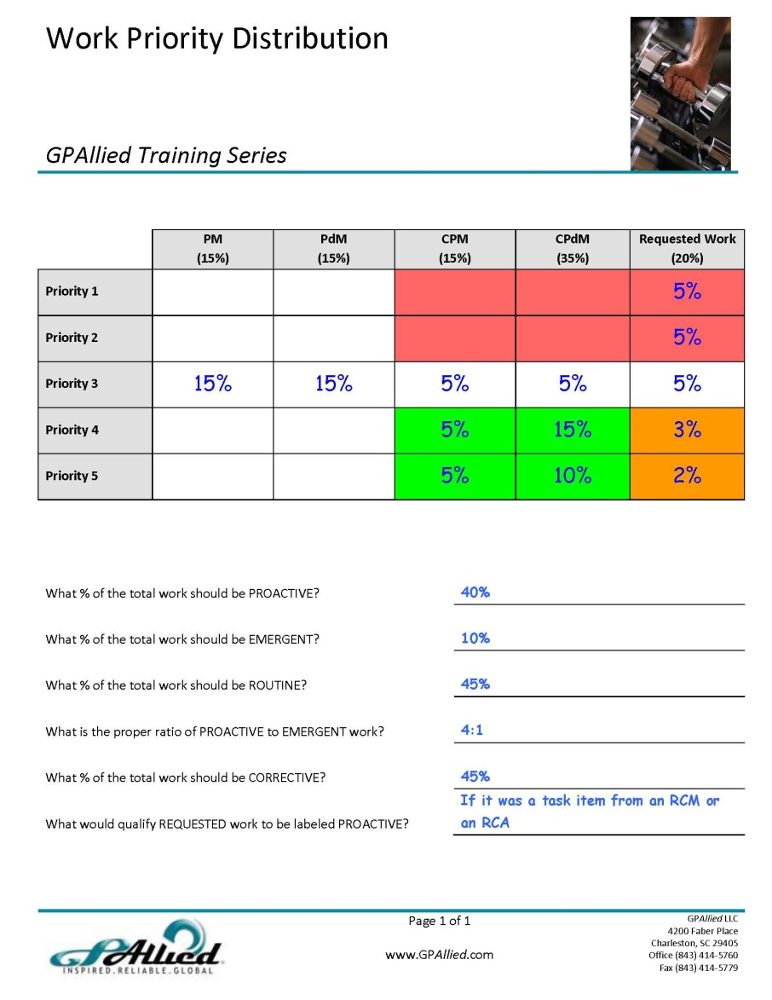 Work Priority Distribution
GPAllied Training Series
PM PdM CPM CPdM Requested Work
(15%) (15%) (15%) (35%) (20%)
Priority 1 5%
Priority 2 5%
Priority 3 15% 15% 5% 5% 5%
Priority 4 5% 15% 3%
Priority 5 5% 10% 2%
What % of the total work should be PROACTIVE? 40%
What % of the total work should be EMERGENT? 10%
What % of the total work should be ROUTINE? 45%
What is the proper ratio of PROACTIVE to EMERGENT work? 4:1
What % of the total work should be CORRECTIVE? 45%
If it was a task item from an RCM or
What would qualify REQUESTED work to be labeled PROACTIVE? an RCA
Page 1 of 1
www.GPAllied.com
GPAllied LLC
4200 Faber Place
Charleston, SC 29405
Office (843) 414-5760
Fax (843) 414-5779
GPAllied
INSPIRED.RELIABLE.GLOBAL